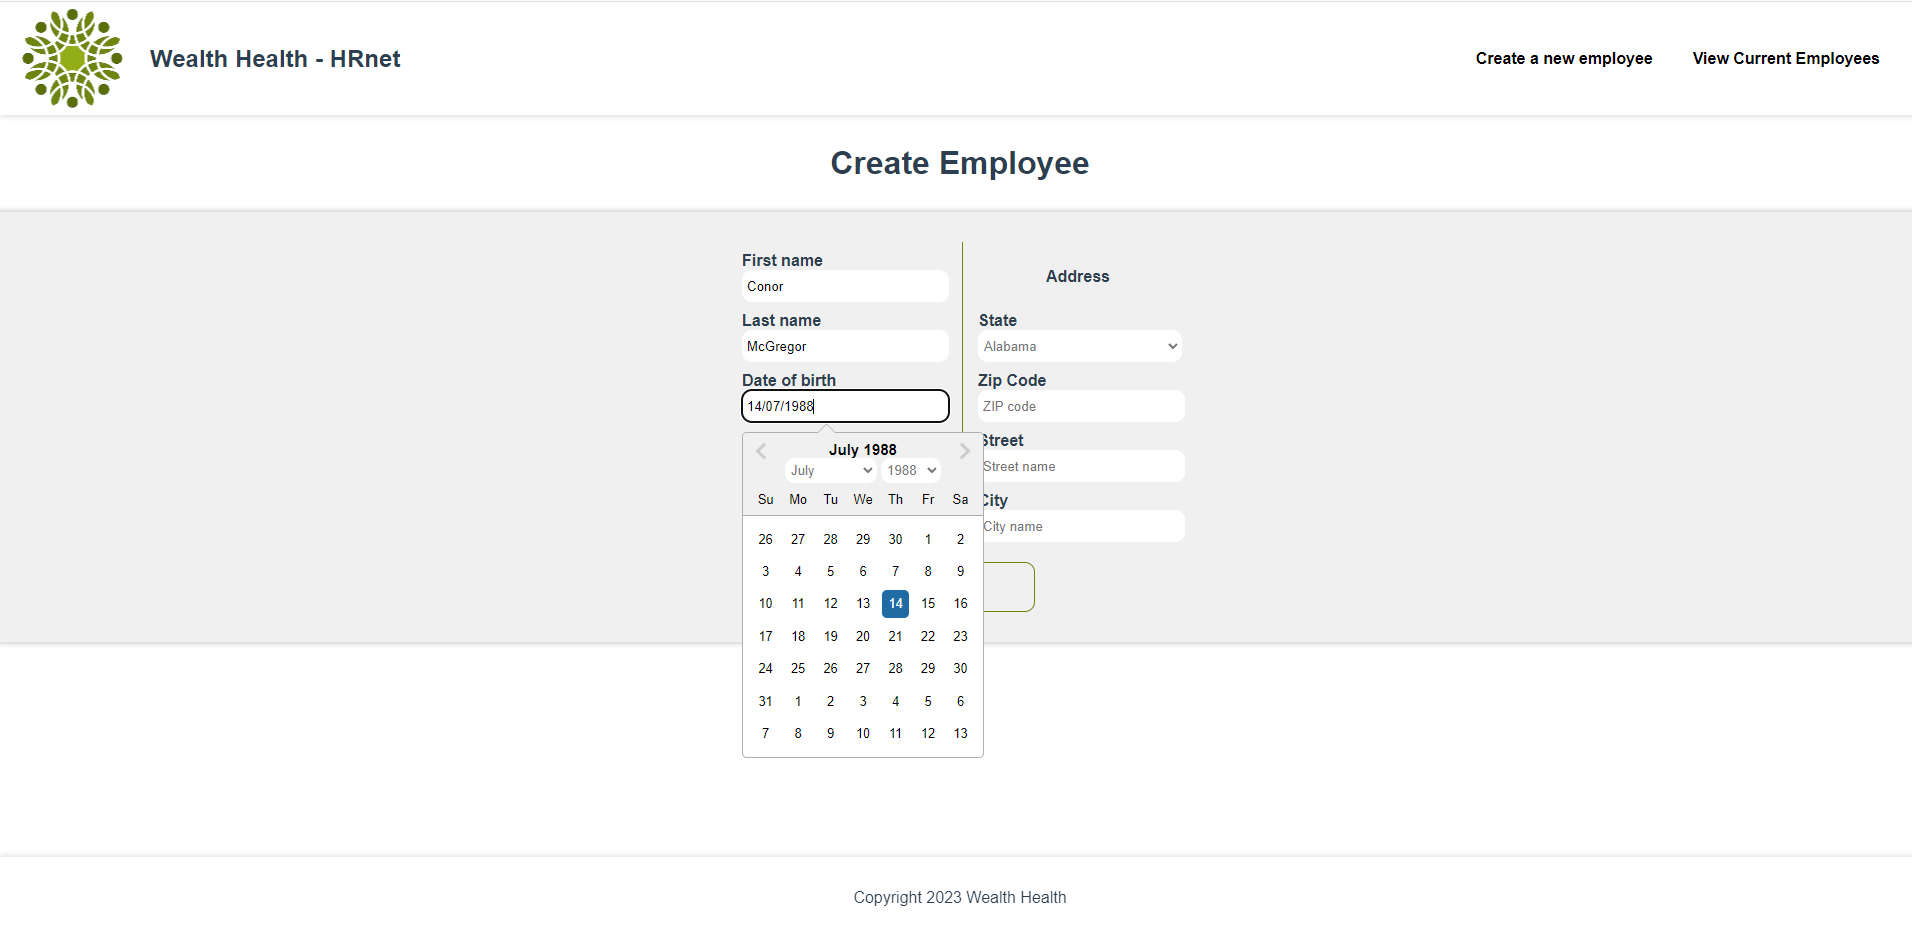 Wealth Health - HRnet
Create a new employee
View Current Employees
Create Employee
First name
Conor
Last name
McGregor
Date of birth
14/07/1988
July 1988
July 1988
Su Mo Tu We Th Fr Sa
26 27 28 29 30 1 2
3 4 5 6 7 8 9
10 11 12 13 14 15 16
17 18 19 20 21 22 23
24 25 26 27 28 29 30
31 1 2 3 4 5 6
7 8 9 10 11 12 13
Address
State
Alabama
Zip Code
ZIP code
Street
Street name
City
City name
Copyright 2023 Wealth Health